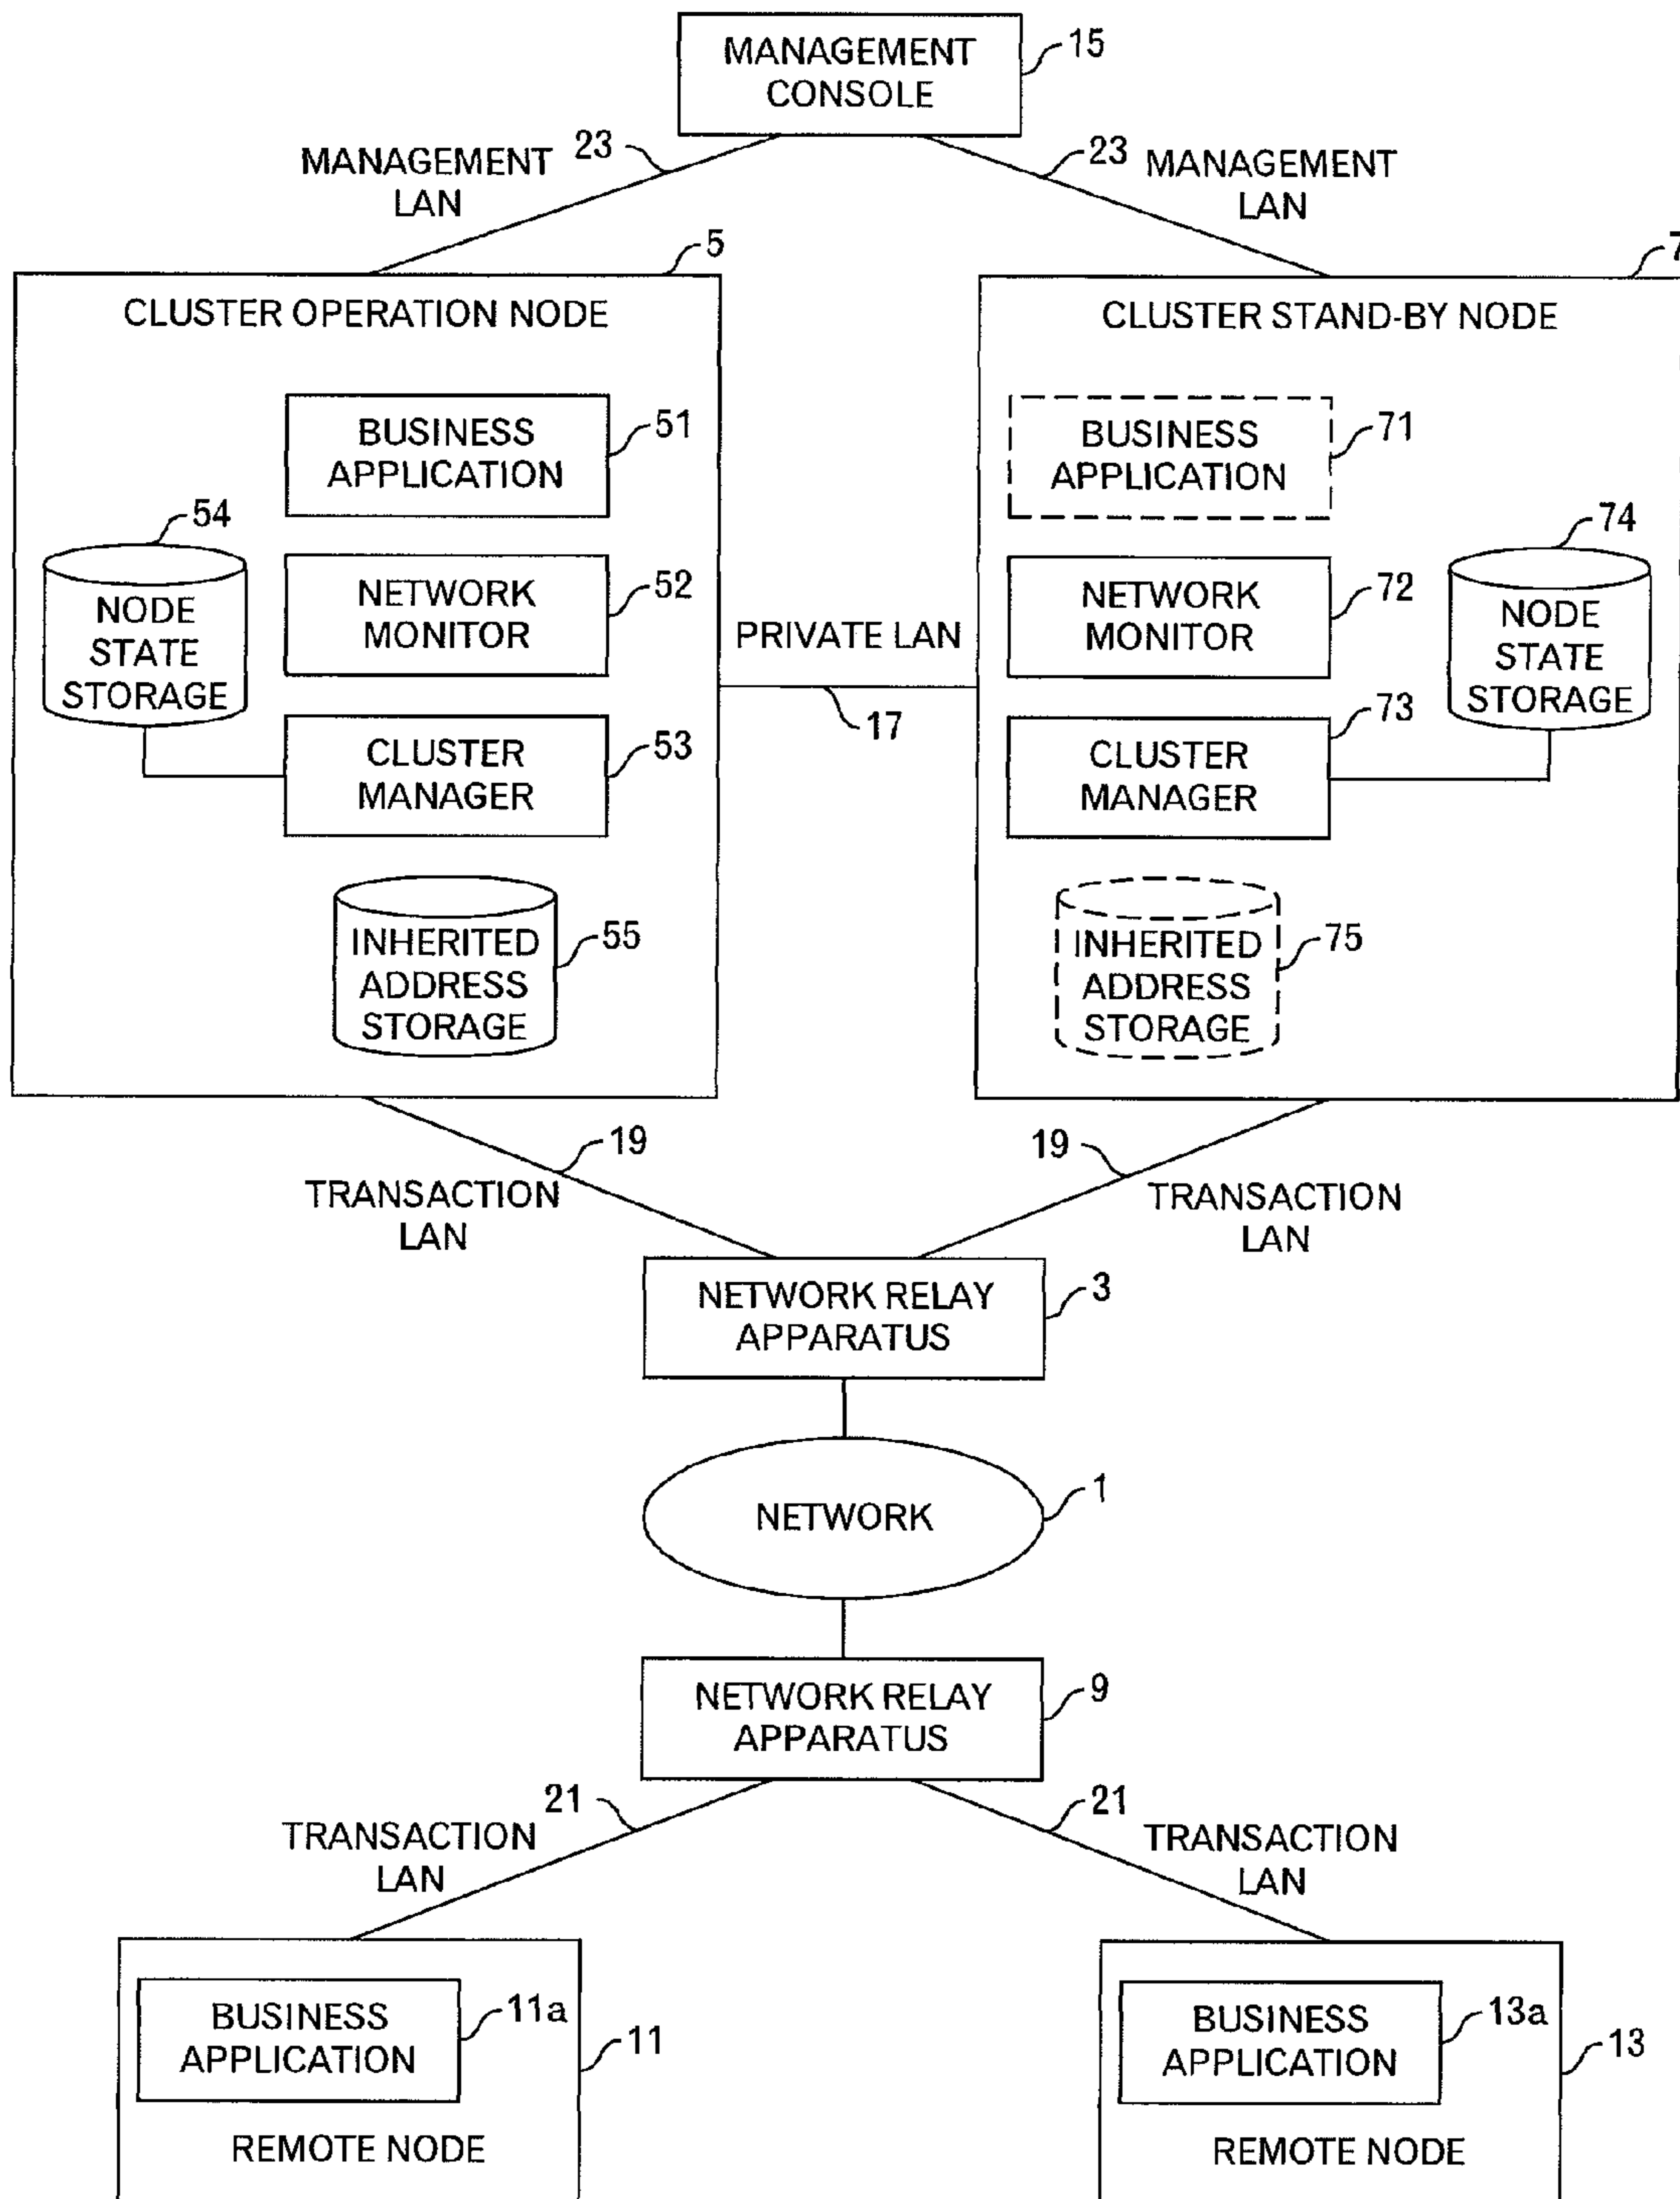 MANAGEMENT
CONSOLE
15
MANAGEMENT
LAN
23
23
MANAGEMENT
LAN
5
CLUSTER OPERATION NODE
BUSINESS
APPLICATION
51
54
NODE
STATE
STORAGE
NETWORK
MONITOR
52
CLUSTER
MANAGER
53
INHERITED
ADDRESS
STORAGE
55
PRIVATE LAN
17
7
CLUSTER STAND-BY NODE
BUSINESS
APPLICATION
71
NETWORK
MONITOR
72
74
NODE
STATE
STORAGE
CLUSTER
MANAGER
73
INHERITED
ADDRESS
STORAGE
75
19
TRANSACTION
LAN
19
TRANSACTION
LAN
NETWORK RELAY
APPARATUS
3
NETWORK
1
NETWORK RELAY
APPARATUS
9
21
TRANSACTION
LAN
21
TRANSACTION
LAN
BUSINESS
APPLICATION
11a
11
REMOTE NODE
BUSINESS
APPLICATION
13a
13
REMOTE NODE